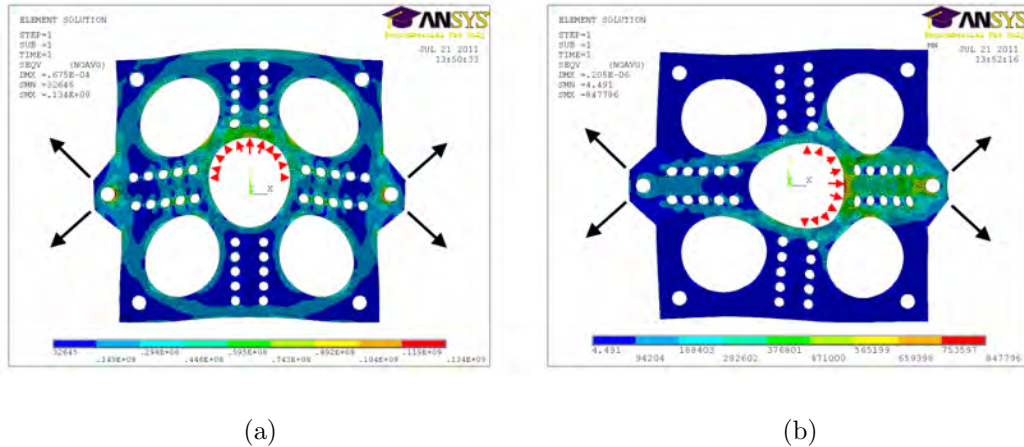 ANSYS
ELEMENT SOLUTION
STEP=1
SUB =1
TIME=1
SEQV (NOAVG)
DMX =.675E-04
SMN =32645
SMX =.134E+09
JUL 21 2011
13:50:33
X
32645 .149E+08 .298E+08 .446E+08 .595E+08 .743E+08 .892E+08 .104E+09 .119E+09 .134E+09
(a)
ANSYS
ELEMENT SOLUTION
STEP=1
SUB =1
TIME=1
SEQV (NOAVG)
DMX =.205E-06
SMN =4.491
SMX =847796
MN
JUL 21 2011
13:52:16
X
4.491 94204 188403 282602 376801 471000 565199 659398 753597 847796
(b)